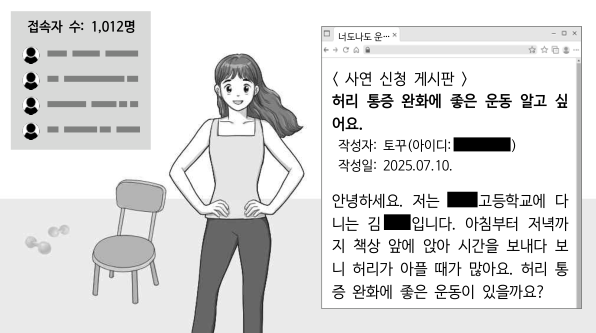 접속자 수: 1,012명
너도나도 운…
< 사연 신청 게시판 >
허리 통증 완화에 좋은 운동 알고 싶
어요.
작성자: 토꾸(아이디: )
작성일: 2025.07.10.
안녕하세요. 저는 고등학교에 다
니는 김 입니다. 아침부터 저녁까
지 책상 앞에 앉아 시간을 보내다 보
니 허리가 아플 때가 많아요. 허리 통
증 완화에 좋은 운동이 있을까요?